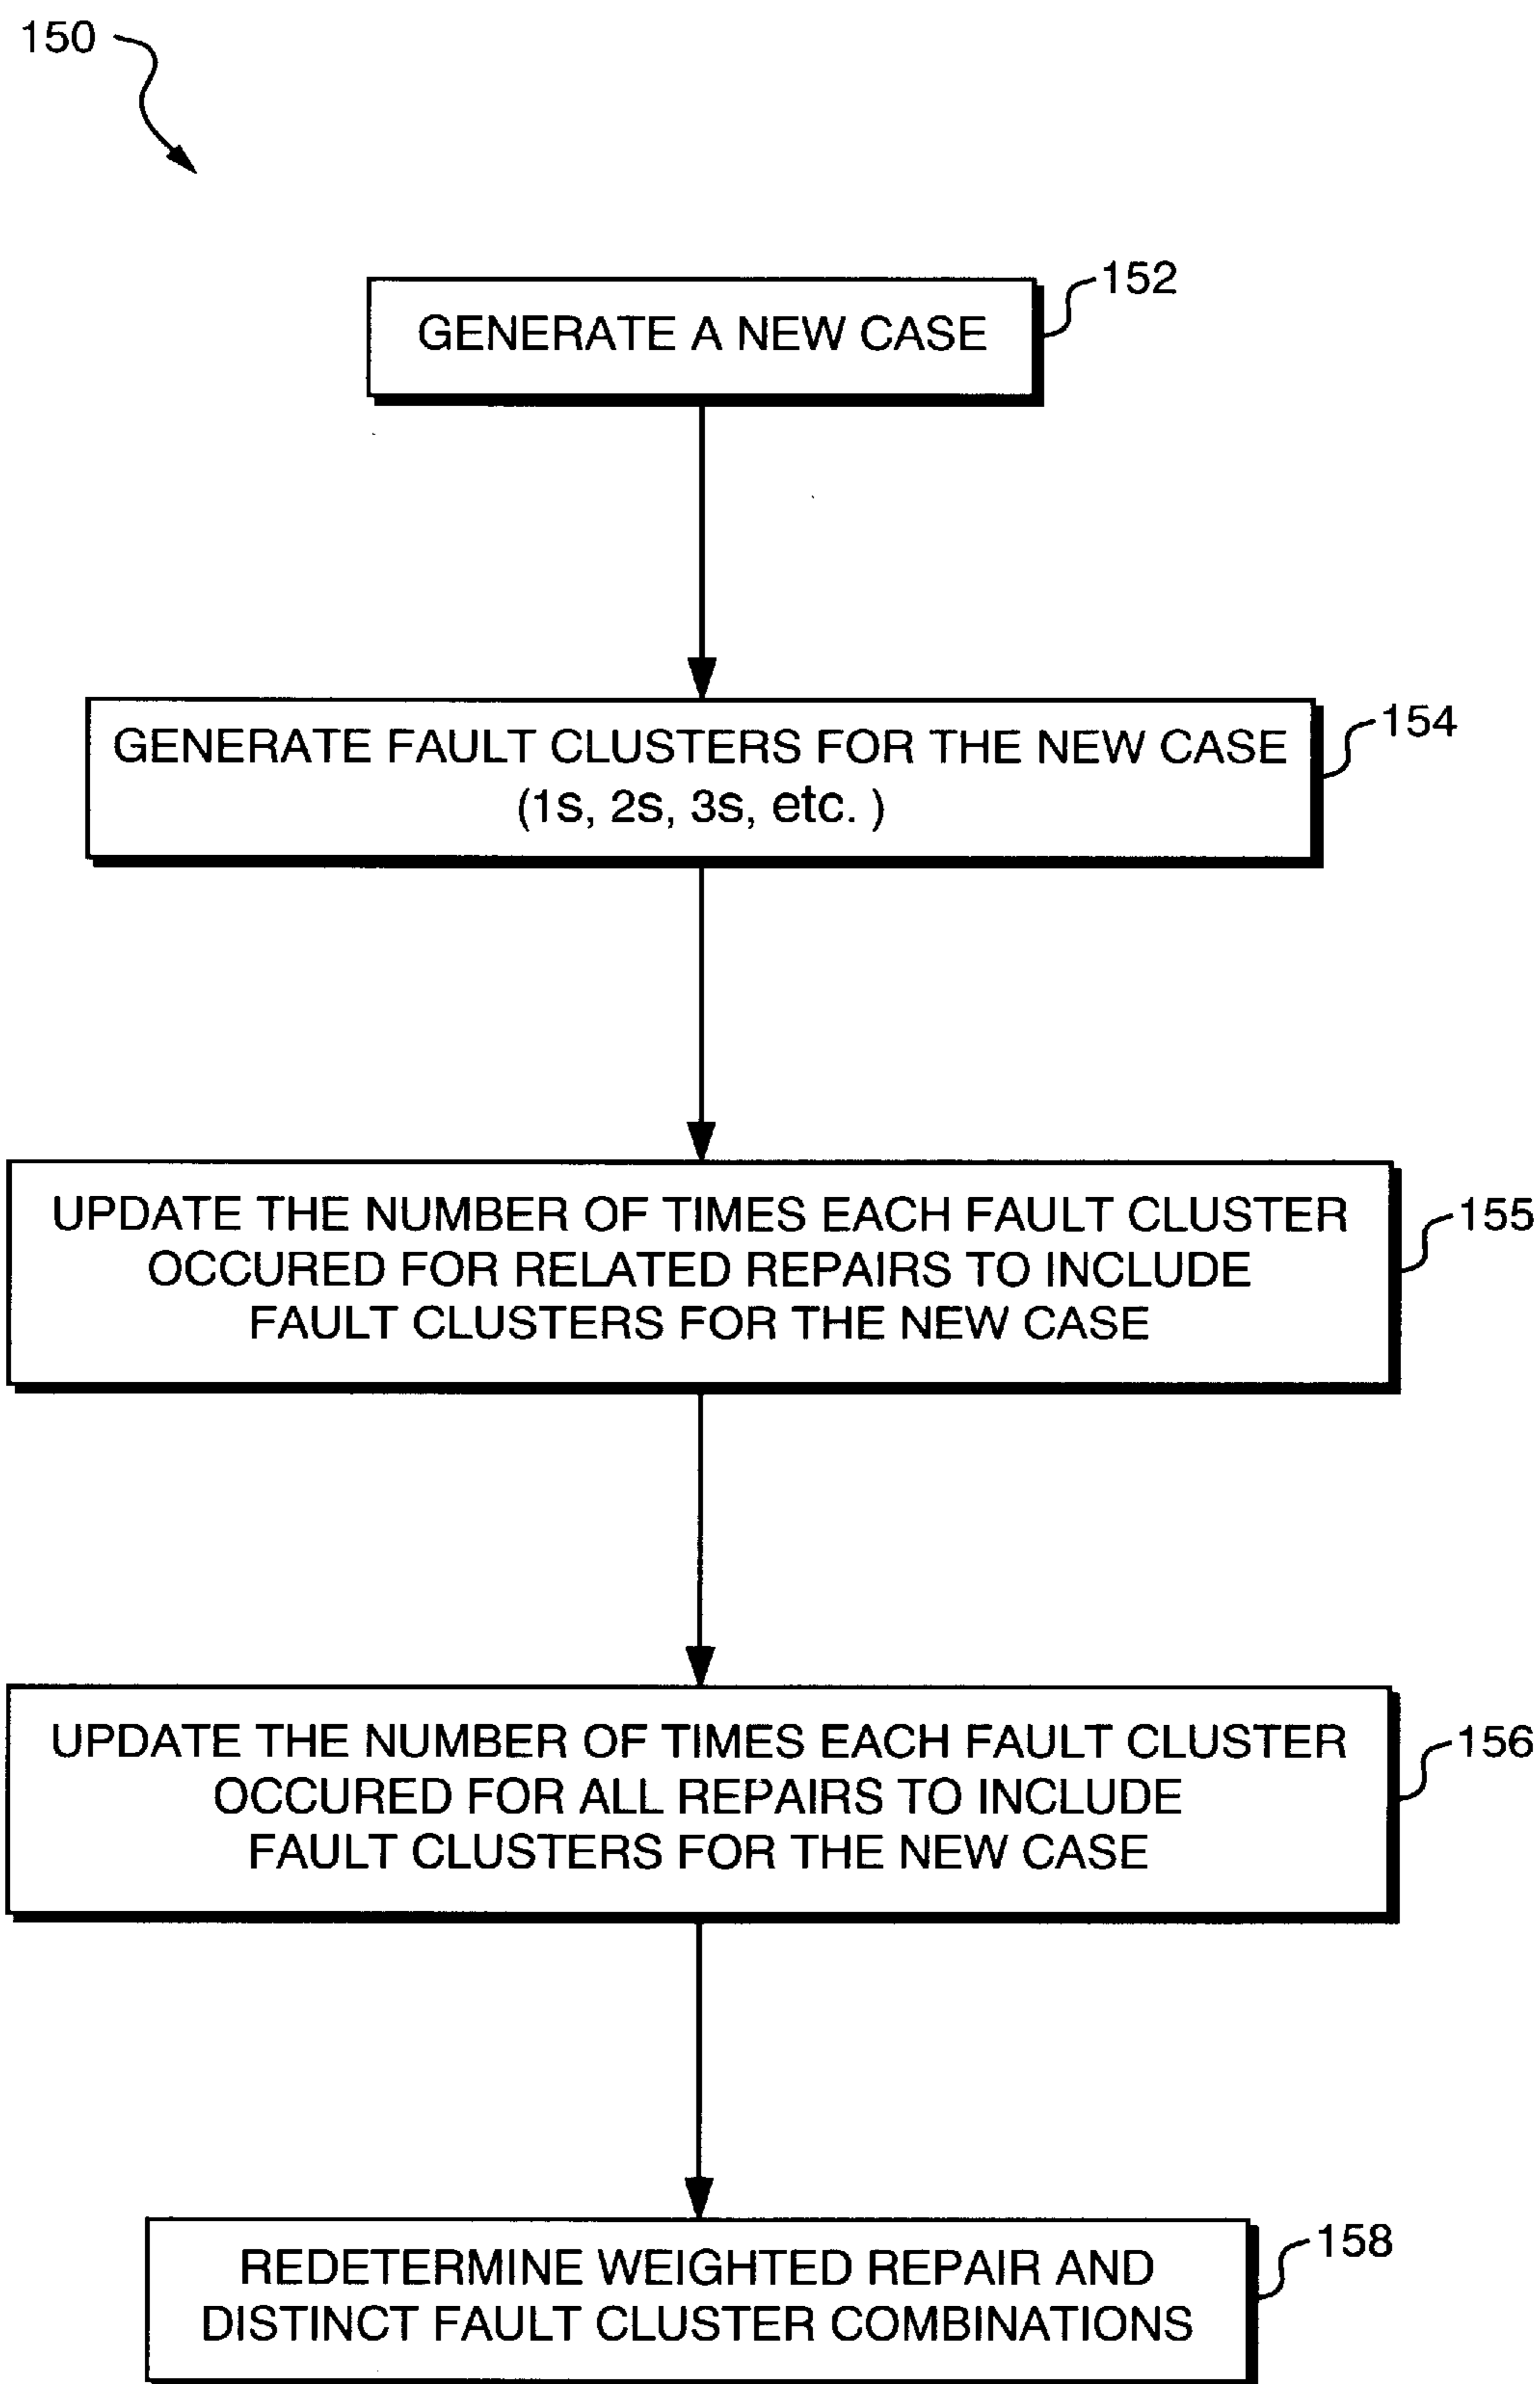 150
152
GENERATE A NEW CASE
154
GENERATE FAULT CLUSTERS FOR THE NEW CASE
(1s, 2s, 3s, etc. )
155
UPDATE THE NUMBER OF TIMES EACH FAULT CLUSTER
OCCURED FOR RELATED REPAIRS TO INCLUDE
FAULT CLUSTERS FOR THE NEW CASE
156
UPDATE THE NUMBER OF TIMES EACH FAULT CLUSTER
OCCURED FOR ALL REPAIRS TO INCLUDE
FAULT CLUSTERS FOR THE NEW CASE
158
REDETERMINE WEIGHTED REPAIR AND
DISTINCT FAULT CLUSTER COMBINATIONS